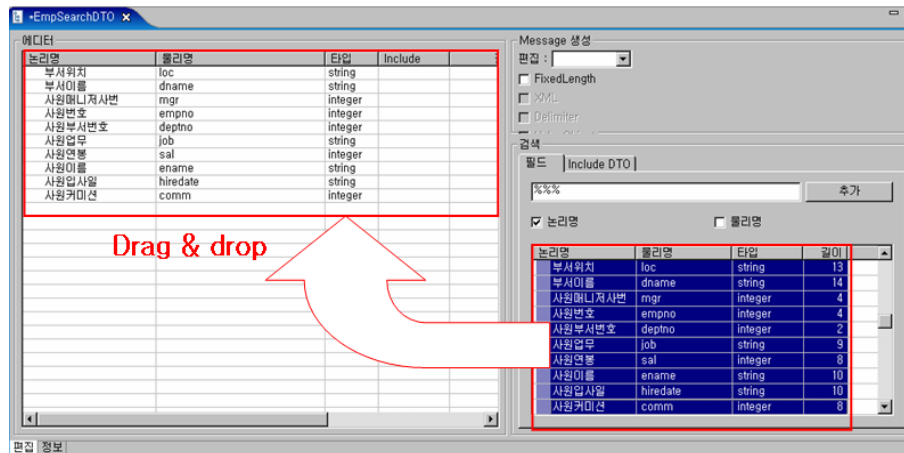 *EmpSearchDTO
에디터
논리명 물리명 타입 Include
부서위치 loc string
부서이름 dname string
사원매니저사번 mgr integer
사원번호 empno integer
사원부서번호 deptno integer
사원업무 job string
사원연봉 sal integer
사원이름 ename string
사원입사일 hiredate string
사원커미션 comm integer
Drag & drop
Message 생성
편집 :
FixedLength
XML
Delimiter
검색
필드 Include DTO
%%% 추가
논리명 물리명
논리명 물리명 타입 길이
부서위치 loc string 13
부서이름 dname string 14
사원매니저사번 mgr integer 4
사원번호 empno integer 4
사원부서번호 deptno integer 2
사원업무 job string 9
사원연봉 sal integer 8
사원이름 ename string 10
사원입사일 hiredate string 10
사원커미션 comm integer 8
편집 정보